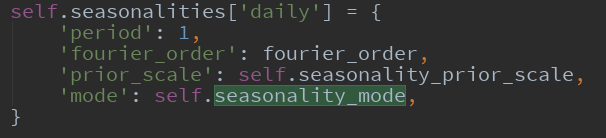 self.seasonalities['daily'] = {
    'period': 1,
    'fourier_order': fourier_order,
    'prior_scale': self.seasonality_prior_scale,
    'mode': self.seasonality_mode,
}